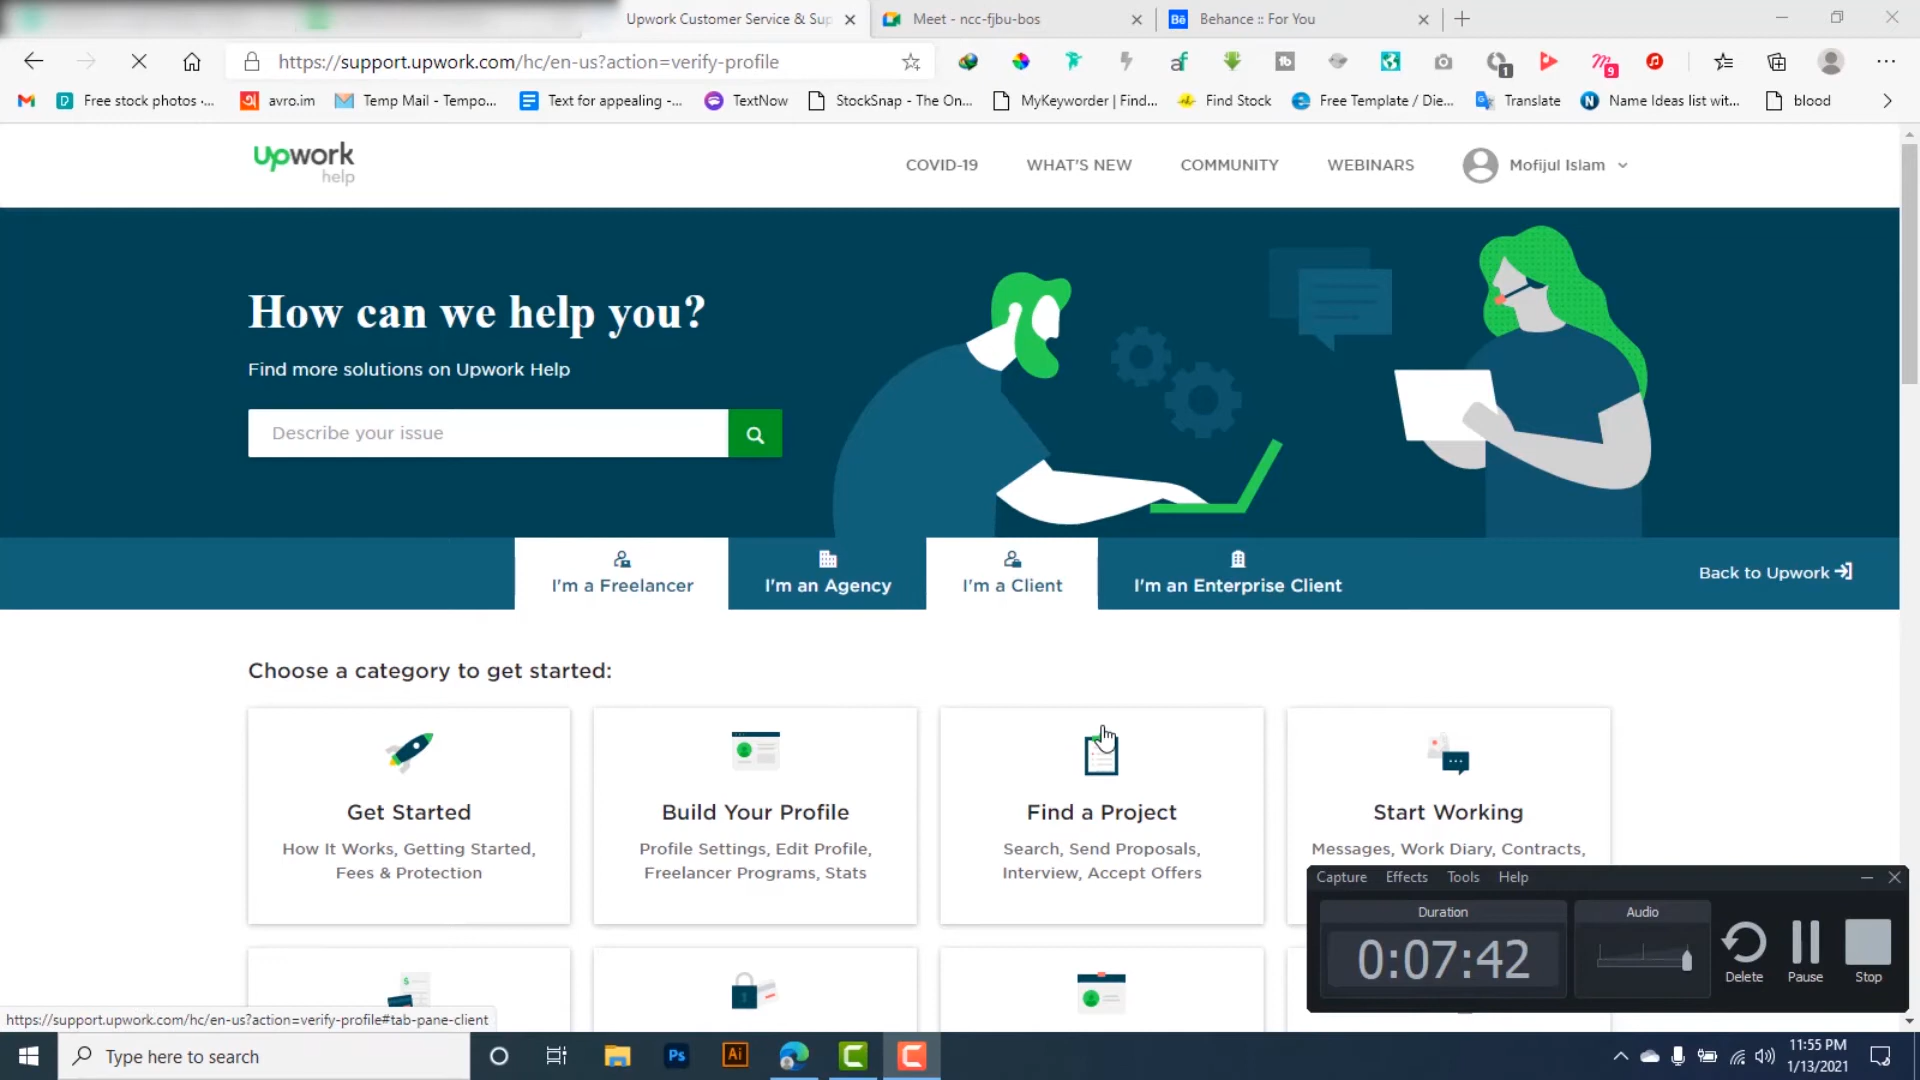 Upwork Customer Service & Sup
Meet - ncc-fjbu-bos
Behance :: For You
https://support.upwork.com/hc/en-us?action=verify-profile
Free stock photos ·...
avro.im
Temp Mail - Tempo...
Text for appealing -...
TextNow
StockSnap - The On...
MyKeyworder | Find...
Find Stock
Free Template / Die...
Translate
Name Ideas list wit...
blood
Upwork
help
COVID-19
WHAT'S NEW
COMMUNITY
WEBINARS
Mofijul Islam
How can we help you?
Find more solutions on Upwork Help
Describe your issue
I'm a Freelancer
I'm an Agency
I'm a Client
I'm an Enterprise Client
Back to Upwork
Choose a category to get started:
Get Started
How It Works, Getting Started,
Fees & Protection
Build Your Profile
Profile Settings, Edit Profile,
Freelancer Programs, Stats
Find a Project
Search, Send Proposals,
Interview, Accept Offers
Start Working
Messages, Work Diary, Contracts,
Capture
Effects
Tools
Help
Duration
0:07:42
Audio
Delete
Pause
Stop
https://support.upwork.com/hc/en-us?action=verify-profile#tab-pane-client
Type here to search
Ps
Ai
11:55 PM
1/13/2021